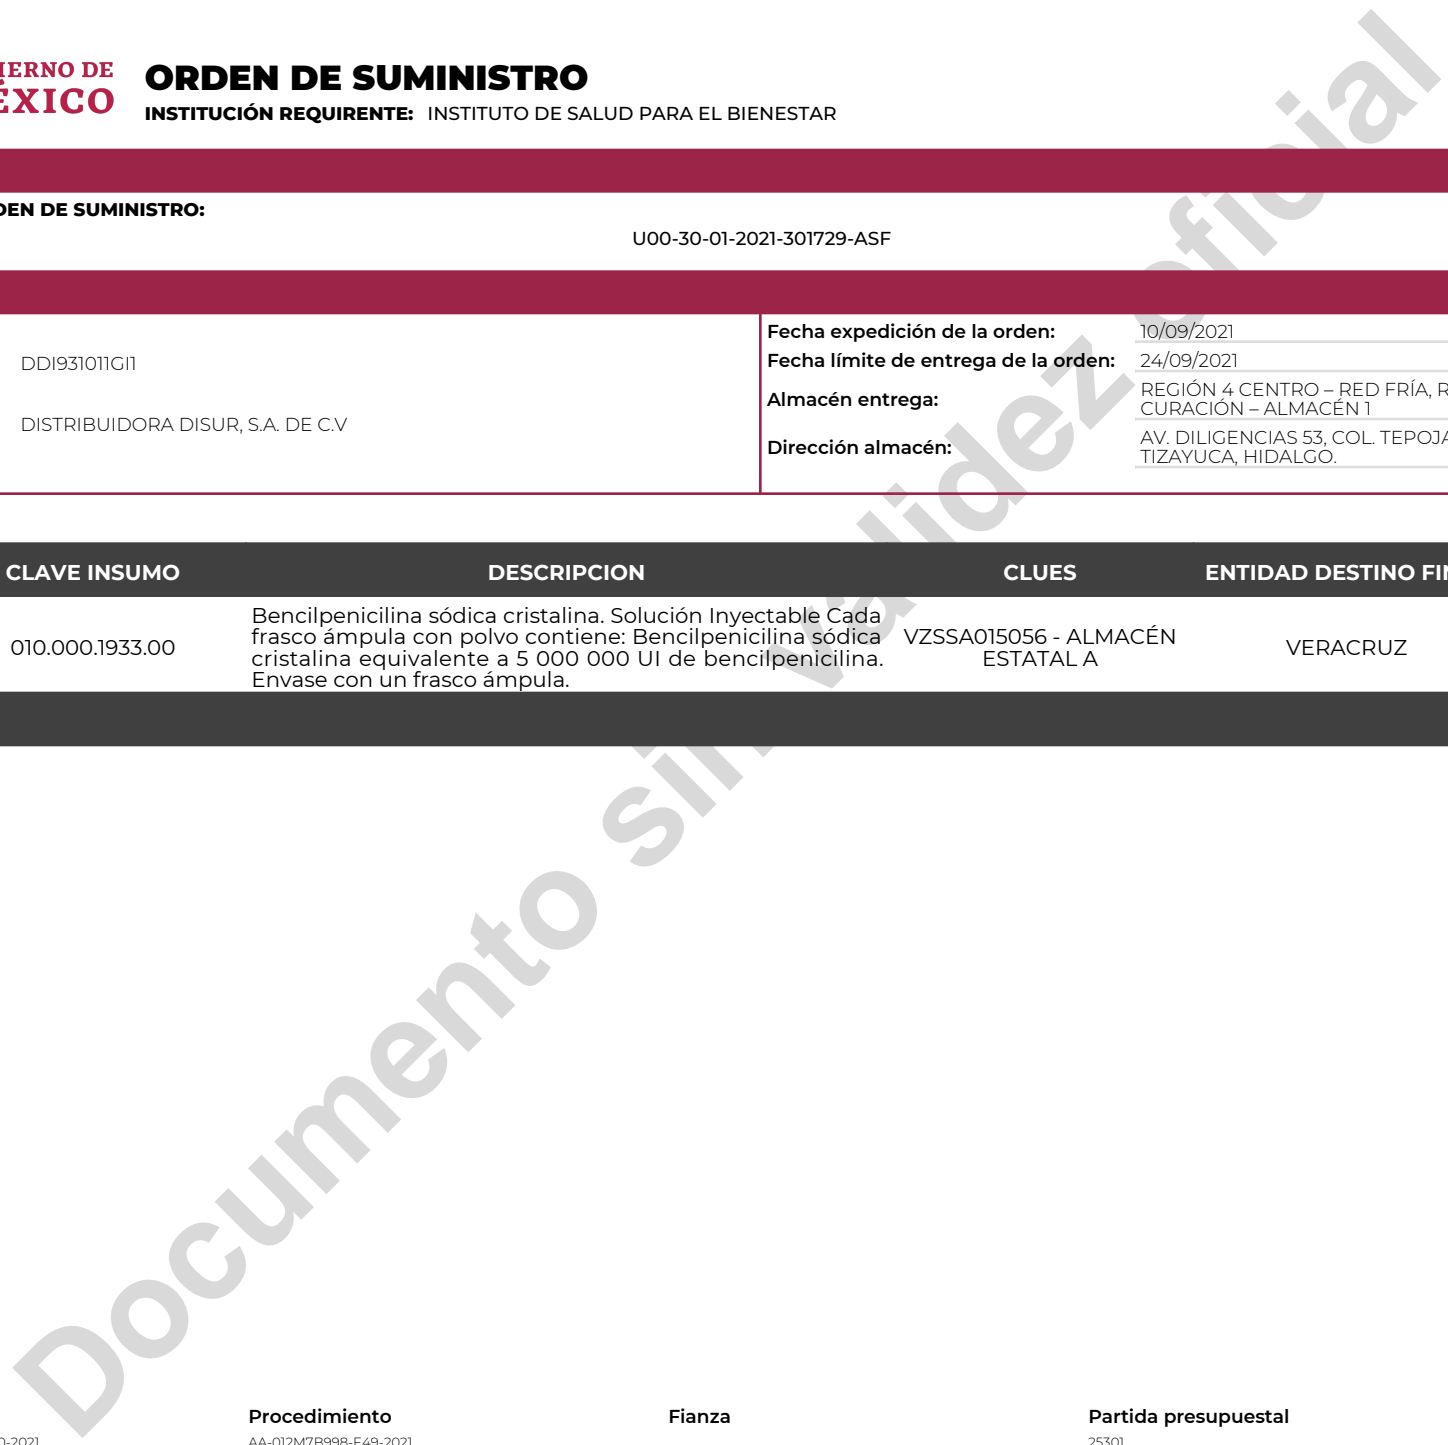 ORDEN DE SUMINISTRO
INSTITUCIÓN REQUIRENTE: INSTITUTO DE SALUD PARA EL BIENESTAR
DE
DE SUMINISTRO:
U00-30-01-2021-301729-ASF
DDI931011GI1
DISTRIBUIDORA DISUR, S.A. DE C.V
Fecha expedición de la orden: 10/09/2021
Fecha límite de entrega de la orden: 24/09/2021
Almacén entrega: REGIÓN 4 CENTRO – RED FRÍA,
CURACIÓN – ALMACÉN 1
Dirección almacén: AV. DILIGENCIAS 53, COL.
TIZAYUCA, HIDALGO.
CLAVE INSUMO DESCRIPCION CLUES ENTIDAD DESTINO
010.000.1933.00
Bencilpenicilina sódica cristalina. Solución Inyectable Cada
frasco ámpula con polvo contiene: Bencilpenicilina sódica
cristalina equivalente a 5 000 000 UI de bencilpenicilina.
Envase con un frasco ámpula.
VZSSA015056 - ALMACÉN
ESTATAL A
VERACRUZ
Documento sin validez oficial
Procedimiento Fianza Partida presupuestal